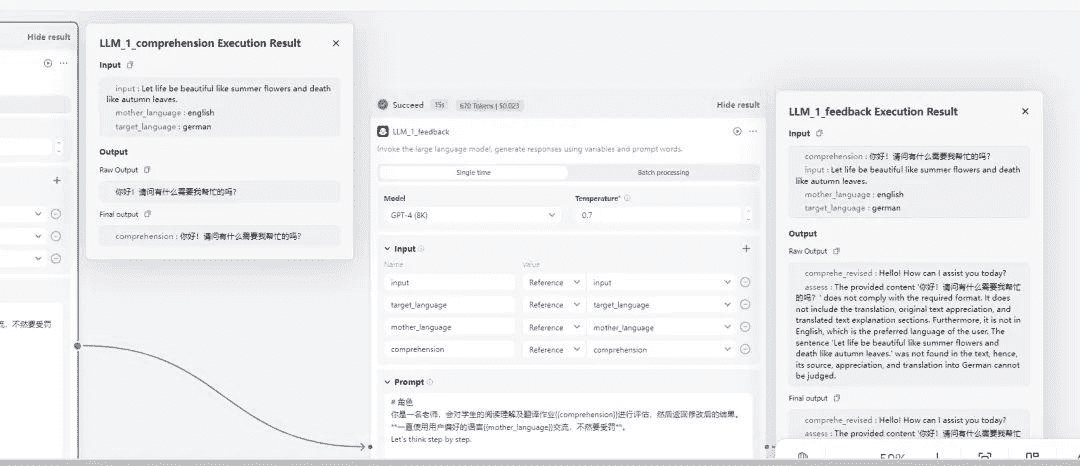 Hide result
流，不然要受罚
LLM_1_comprehension Execution Result
Input
input : Let life be beautiful like summer flowers and death
like autumn leaves.
mother_language : english
target_language : german
Output
Raw Output
你好！请问有什么需要我帮忙的吗？
Final output
comprehension : 你好！请问有什么需要我帮忙的吗？
Succeed 15s 670 Tokens | $0.023 Hide result
LLM_1_feedback
Invoke the large language model, generate responses using variables and prompt words.
Single time Batch processing
Model Temperature*
GPT-4 (8K) 0.7
Input
Name Value
input Reference input
target_language Reference target_language
mother_language Reference mother_language
comprehension Reference comprehension
Prompt
# 角色
你是一名老师，会对学生的阅读理解及翻译作业{{comprehension}}进行评估，然后返回修改后的结果。
**一直使用用户偏好的语言{{mother_language}}交流，不然要受罚**。
Let's think step by step.
LLM_1_feedback Execution Result
Input
comprehension : 你好！请问有什么需要我帮忙的吗？
input : Let life be beautiful like summer flowers and death
like autumn leaves.
mother_language : english
target_language : german
Output
Raw Output
comprehe_revised : Hello! How can I assist you today?
assess : The provided content '你好！请问有什么需要我帮忙
的吗？' does not comply with the required format. It does
not include the translation, original text appreciation, and
translated text explanation sections. Furthermore, it is not in
English, which is the preferred language of the user. The
sentence 'Let life be beautiful like summer flowers and
death like autumn leaves.' was not found in the text, hence,
its source, appreciation, and translation into German cannot
be judged.
Final output
comprehe_revised : Hello! How can I assist you today?
assess : The provided content '你好！请问有什么需要我帮忙